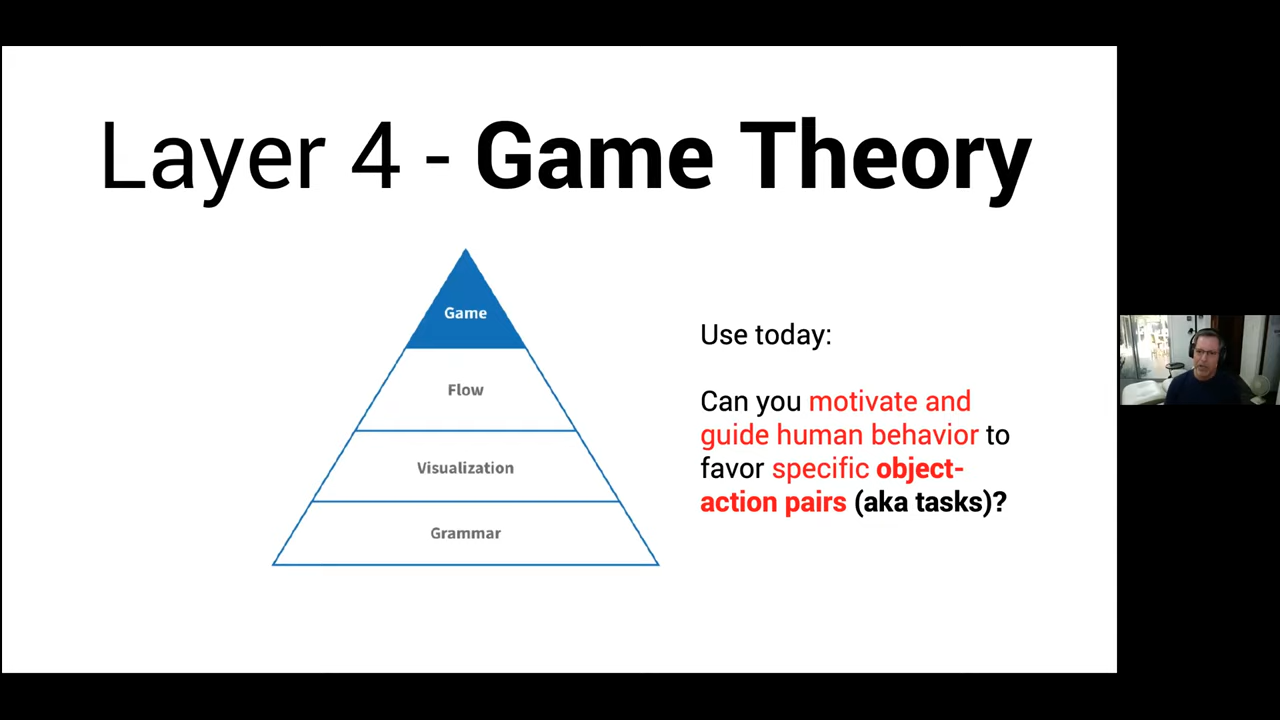 Layer 4 - Game Theory
Game
Flow
Visualization
Grammar
Use today:
Can you motivate and
guide human behavior to
favor specific object-
action pairs (aka tasks)?